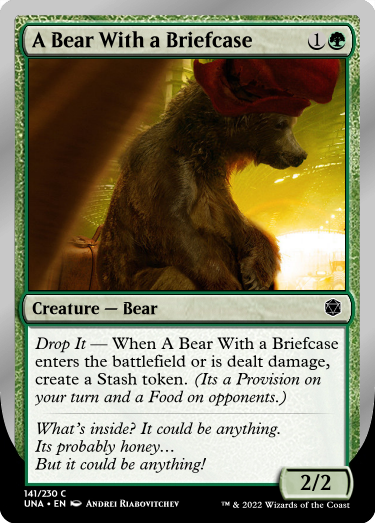 A Bear With a Briefcase 1
Creature — Bear
Drop It — When A Bear With a Briefcase
enters the battlefield or is dealt damage,
create a Stash token. (Its a Provision on
your turn and a Food on opponents.)
What's inside? It could be anything.
Its probably honey...
But it could be anything!
2/2
141/230 C
UNA • EN Andrei Riabovitchev
™ & 2022 Wizards of the Coast